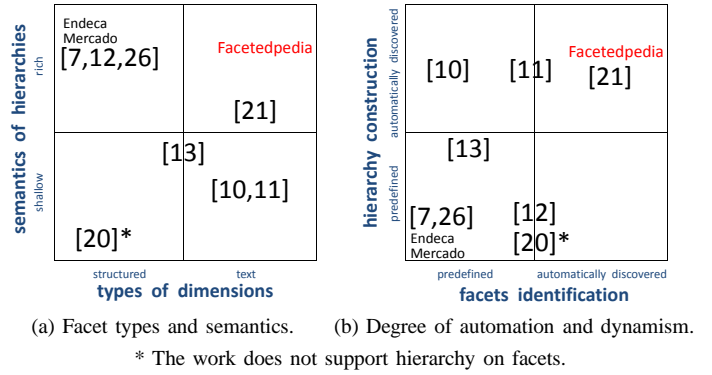 semantics of hierarchies
rich
shallow
Endeca
Mercado
[7,12,26]
Facetedpedia
[21]
[13]
[10,11]
[20]*
structured
text
types of dimensions
(a) Facet types and semantics.
hierarchy construction
automatically discovered
predefined
Facetedpedia
[10]
[11]
[21]
[13]
[7,26]
[12]
Endeca
Mercado
[20]*
predefined
automatically discovered
facets identification
(b) Degree of automation and dynamism.
* The work does not support hierarchy on facets.